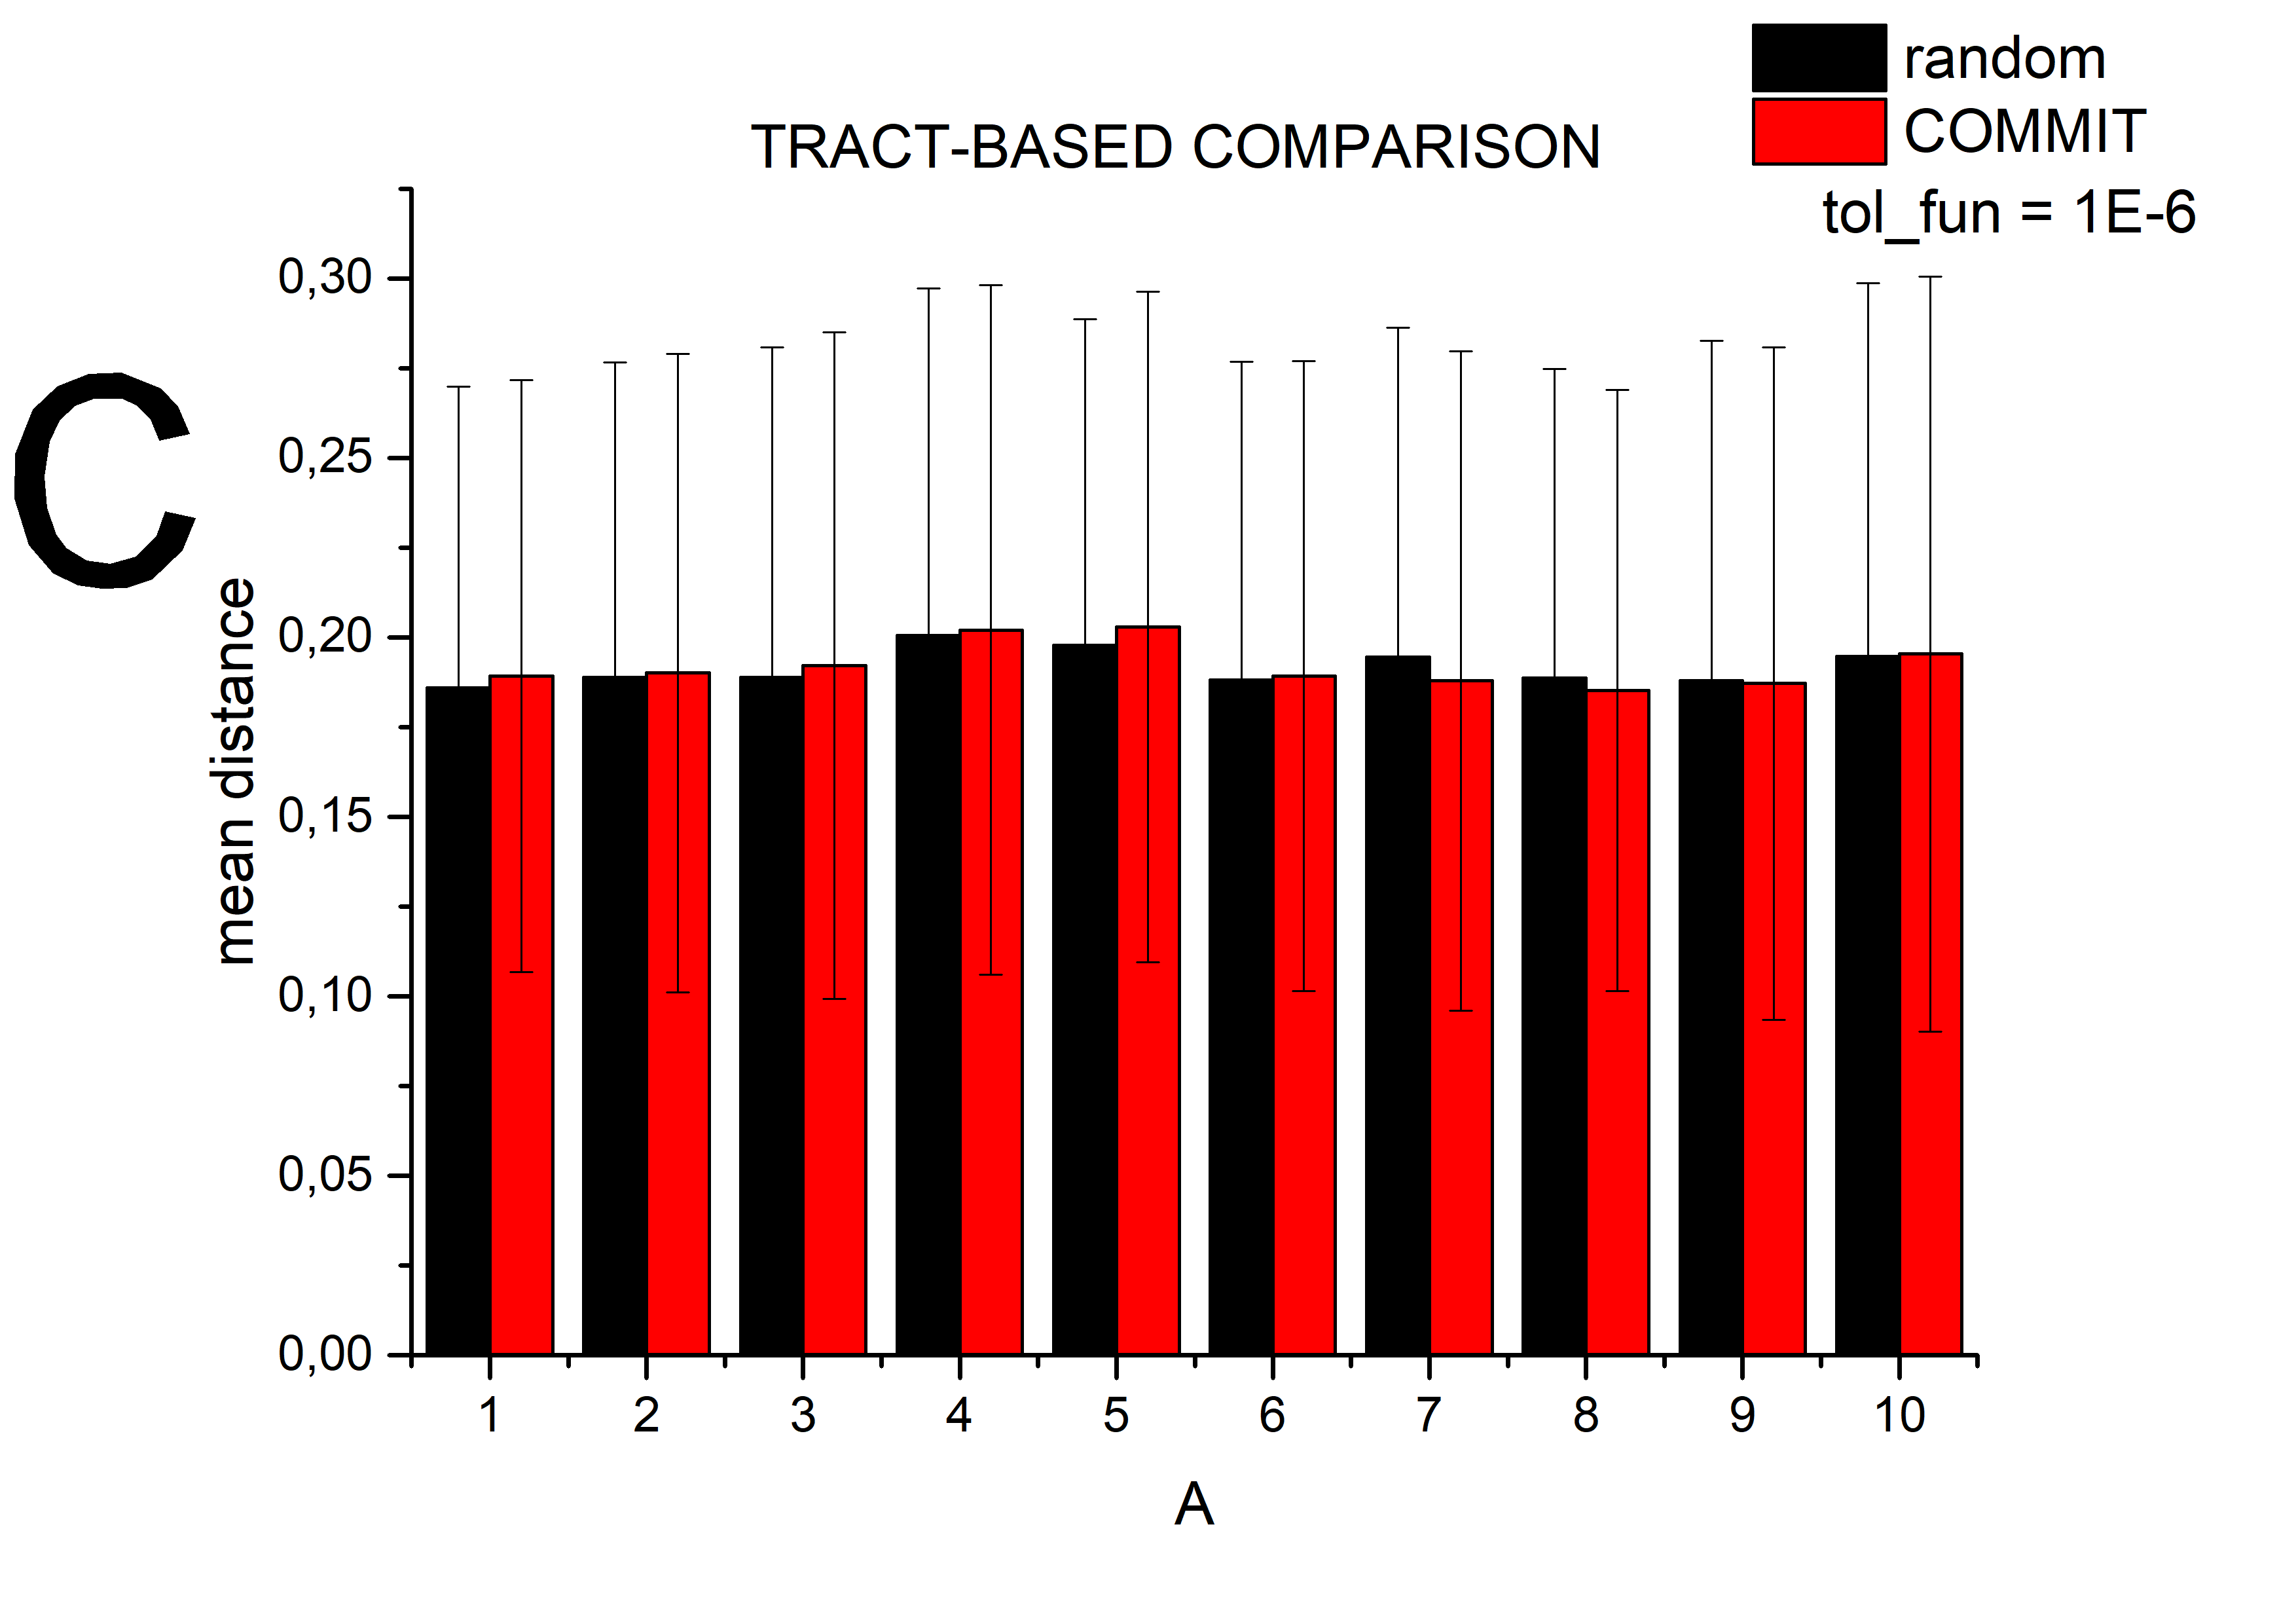 random
COMMIT
tol_fun = 1E-6
TRACT-BASED COMPARISON
C
mean distance
0,30
0,25
0,20
0,15
0,10
0,05
0,00
1 2 3 4 5 6 7 8 9 10
A